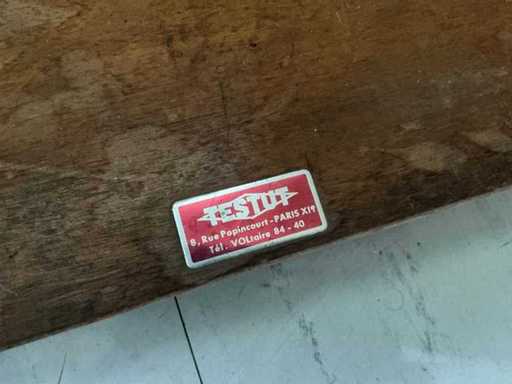 TESTUT
8, Rue Popincourt - PARIS XIe
Tél. VOLtaire 84 - 40